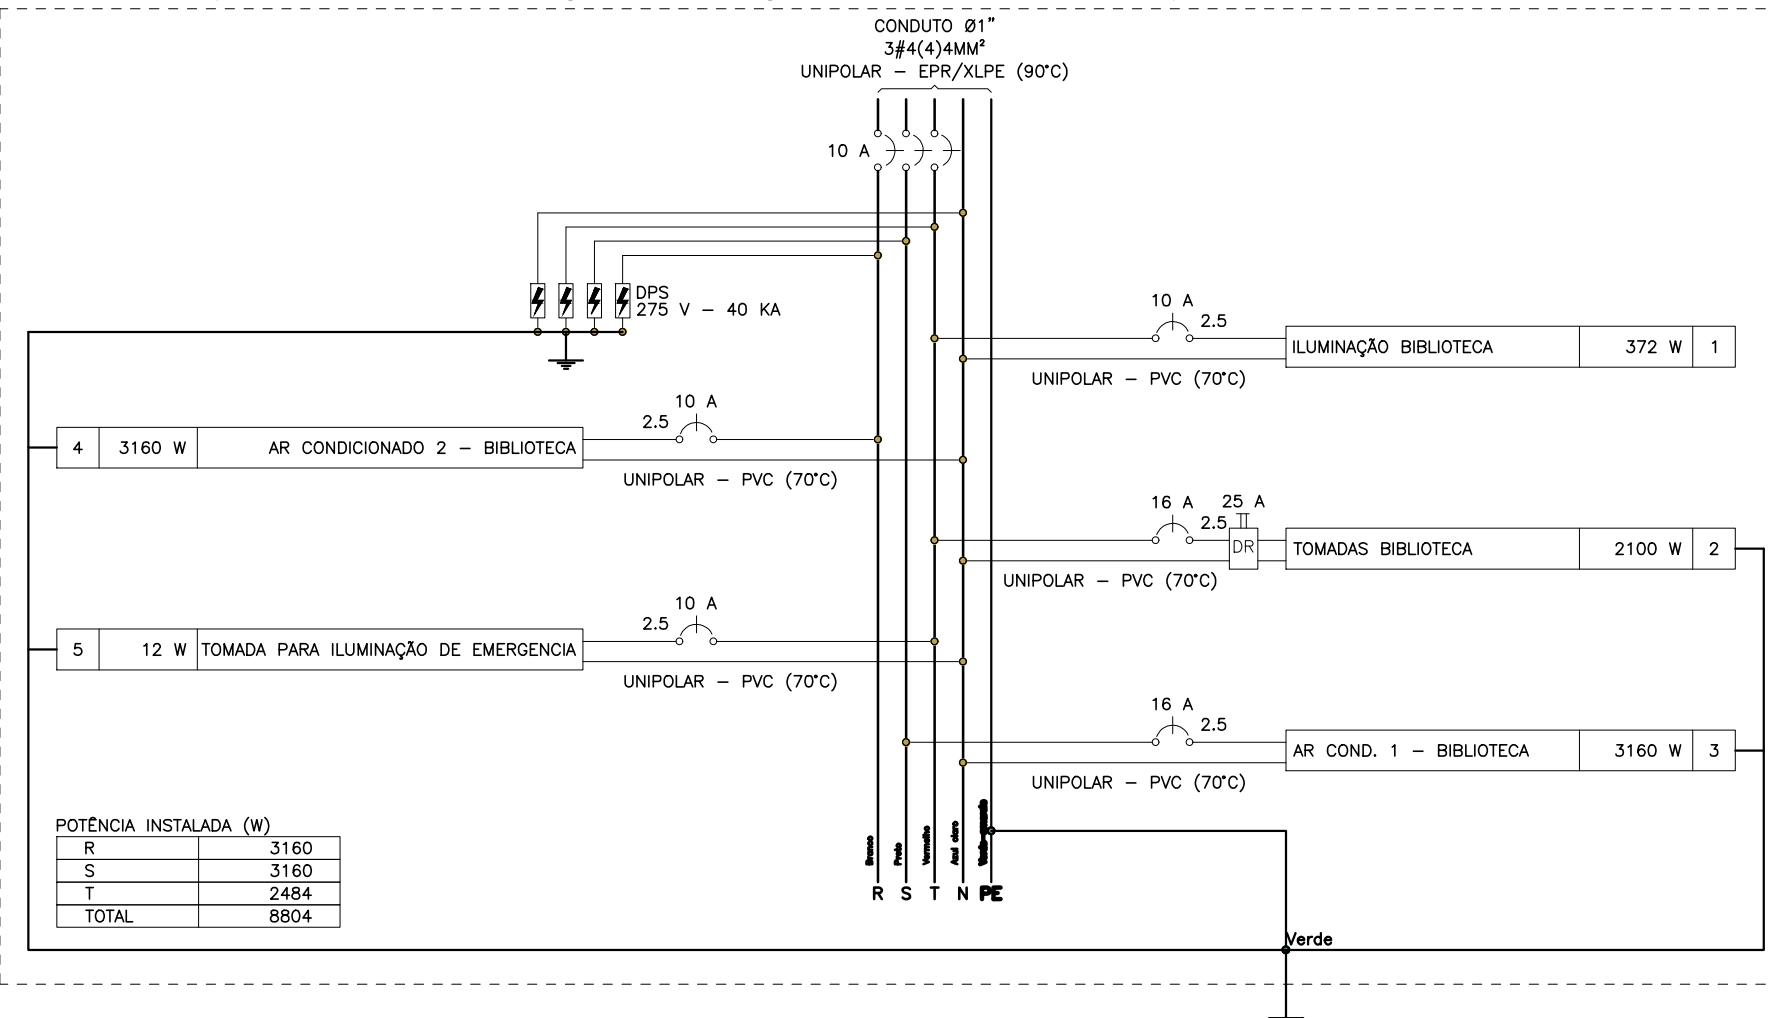 CONDUTO Ø1"
3#4(4)4MM²
UNIPOLAR – EPR/XLPE (90°C)
10 A
DPS
275 V – 40 KA
10 A
2.5
ILUMINAÇÃO BIBLIOTECA 372 W 1
UNIPOLAR – PVC (70°C)
10 A
2.5
4 3160 W AR CONDICIONADO 2 – BIBLIOTECA
UNIPOLAR – PVC (70°C)
16 A 25 A
2.5
DR
TOMADAS BIBLIOTECA 2100 W 2
UNIPOLAR – PVC (70°C)
10 A
2.5
5 12 W TOMADA PARA ILUMINAÇÃO DE EMERGENCIA
UNIPOLAR – PVC (70°C)
16 A
2.5
AR COND. 1 – BIBLIOTECA 3160 W 3
UNIPOLAR – PVC (70°C)
POTÊNCIA INSTALADA (W)
R 3160
S 3160
T 2484
TOTAL 8804
Branco
Preto
Vermelho
Azul claro
R S T N PE
Verde